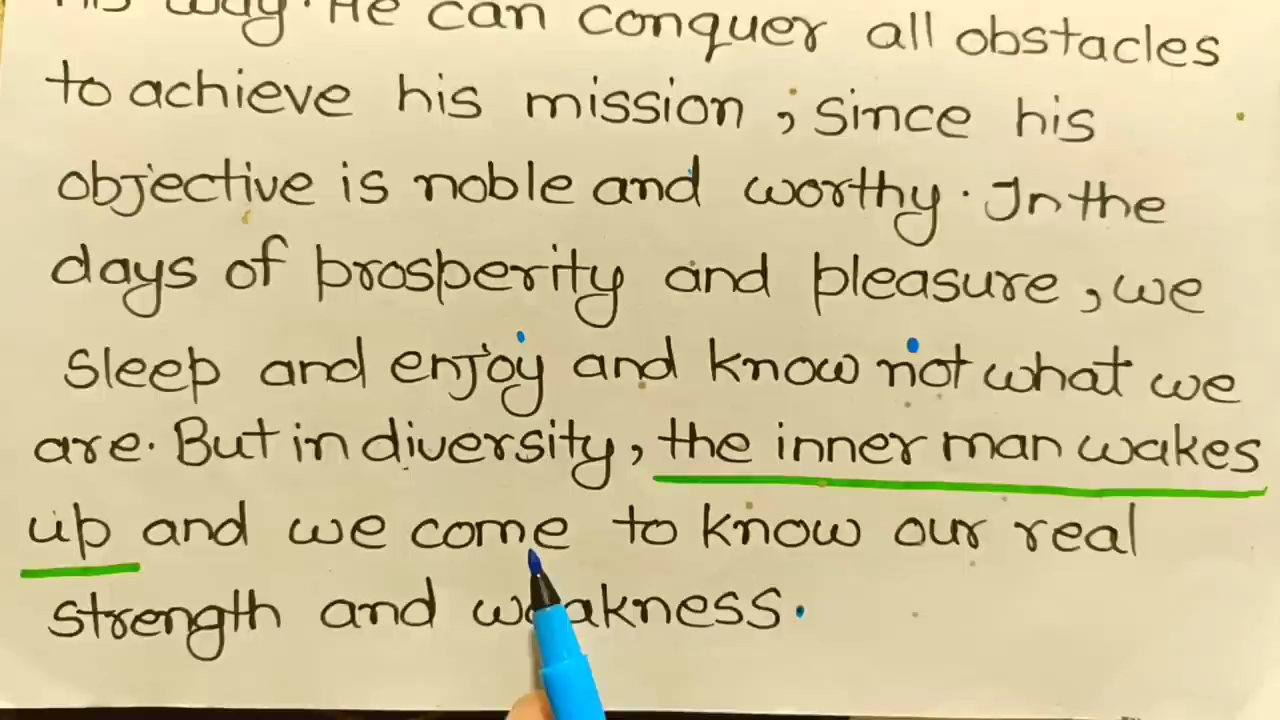 his way. He can conquer all obstacles
to achieve his mission, since his
objective is noble and worthy. In the
days of prosperity and pleasure, we
sleep and enjoy and know not what we
are. But in diversity, the inner man wakes
up and we come to know our real
strength and weakness.